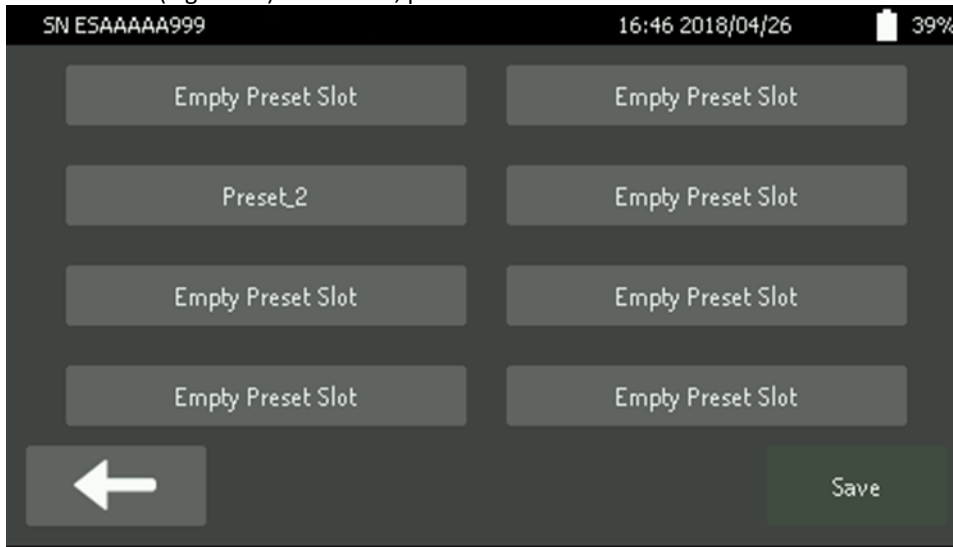 SN ESAAAAA999 16:46 2018/04/26 39%
Empty Preset Slot Empty Preset Slot
Preset_2 Empty Preset Slot
Empty Preset Slot Empty Preset Slot
Empty Preset Slot Empty Preset Slot
Save